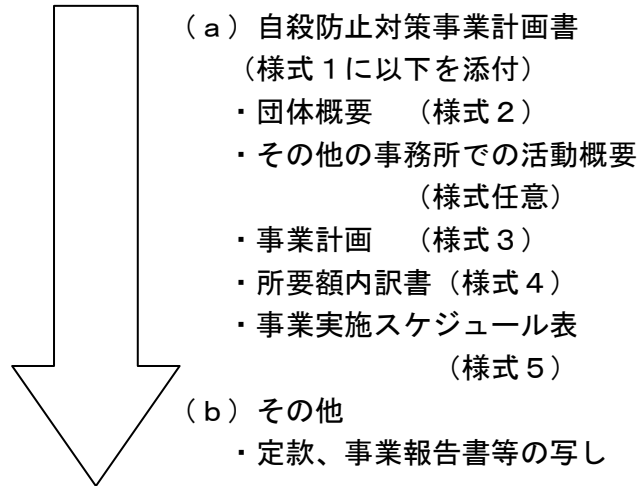 （ａ）自殺防止対策事業計画書
（様式１に以下を添付）
・団体概要　（様式２）
・その他の事務所での活動概要
（様式任意）
・事業計画　（様式３）
・所要額内訳書（様式４）
・事業実施スケジュール表
（様式５）
（ｂ）その他
・定款、事業報告書等の写し